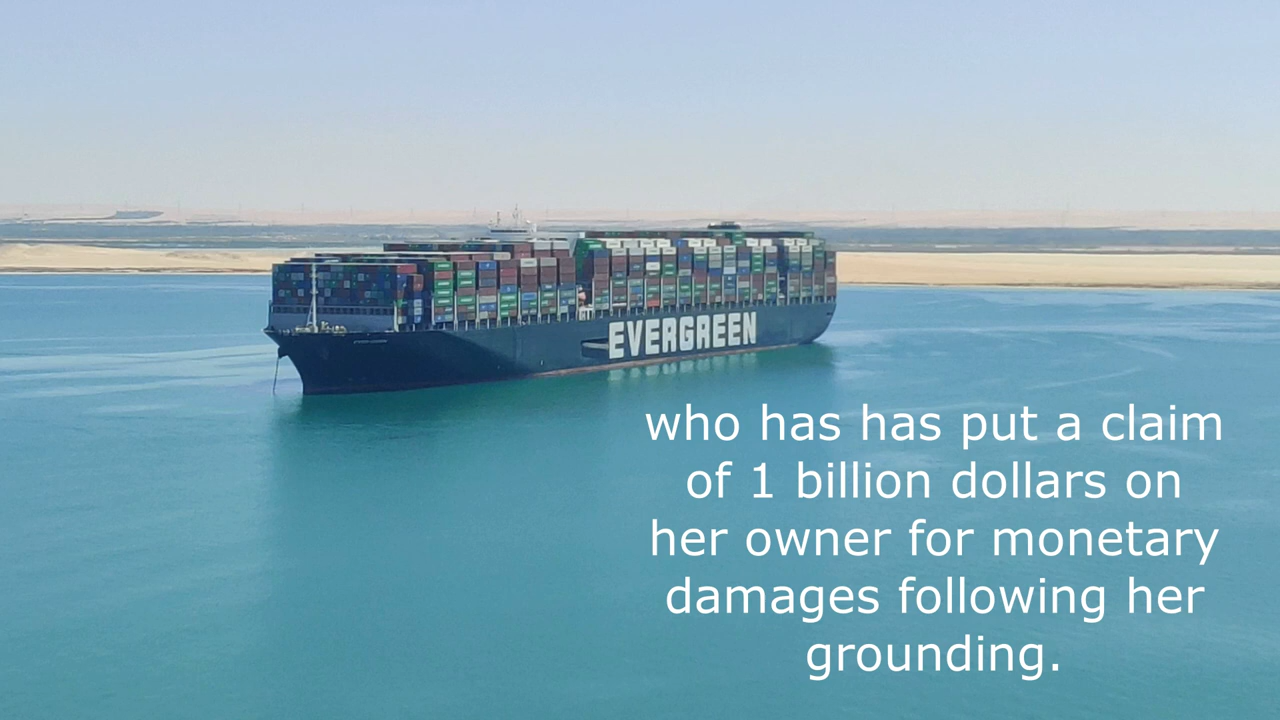 EVERGREEN
who has has put a claim
of 1 billion dollars on
her owner for monetary
damages following her
grounding.